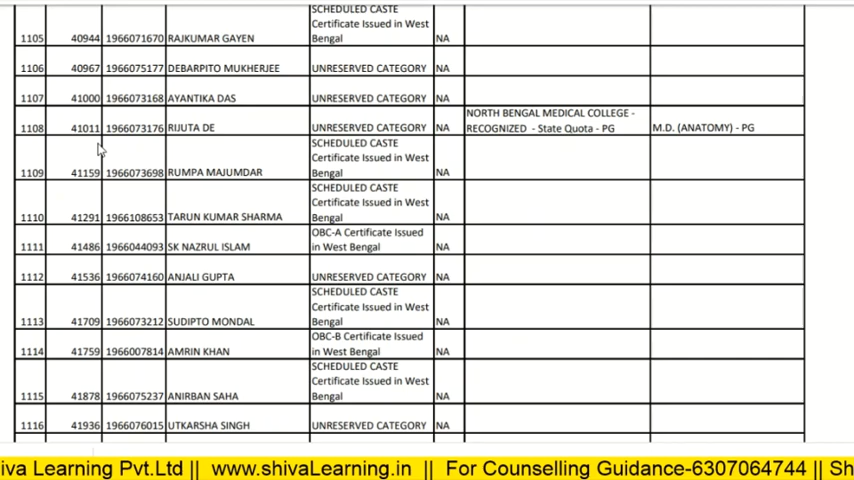 SCHEDULED CASTE
Certificate Issued in West
1105 40944 1966071670 RAJKUMAR GAYEN Bengal NA
1106 40967 1966075177 DEBARPITO MUKHERJEE UNRESERVED CATEGORY NA
1107 41000 1966073168 AYANTIKA DAS UNRESERVED CATEGORY NA
NORTH BENGAL MEDICAL COLLEGE -
1108 41011 1966073176 RIJUTA DE UNRESERVED CATEGORY NA RECOGNIZED - State Quota - PG M.D. (ANATOMY) - PG
SCHEDULED CASTE
Certificate Issued in West
1109 41159 1966073698 RUMPA MAJUMDAR Bengal NA
SCHEDULED CASTE
Certificate Issued in West
1110 41291 1966108653 TARUN KUMAR SHARMA Bengal NA
OBC-A Certificate Issued
1111 41486 1966044093 SK NAZRUL ISLAM in West Bengal NA
1112 41536 1966074160 ANJALI GUPTA UNRESERVED CATEGORY NA
SCHEDULED CASTE
Certificate Issued in West
1113 41709 1966073212 SUDIPTO MONDAL Bengal NA
OBC-B Certificate Issued
1114 41759 1966007814 AMRIN KHAN in West Bengal NA
SCHEDULED CASTE
Certificate Issued in West
1115 41878 1966075237 ANIRBAN SAHA Bengal NA
1116 41936 1966076015 UTKARSHA SINGH UNRESERVED CATEGORY NA
iva Learning Pvt.Ltd || www.shivaLearning.in || For Counselling Guidance-6307064744 || Sh